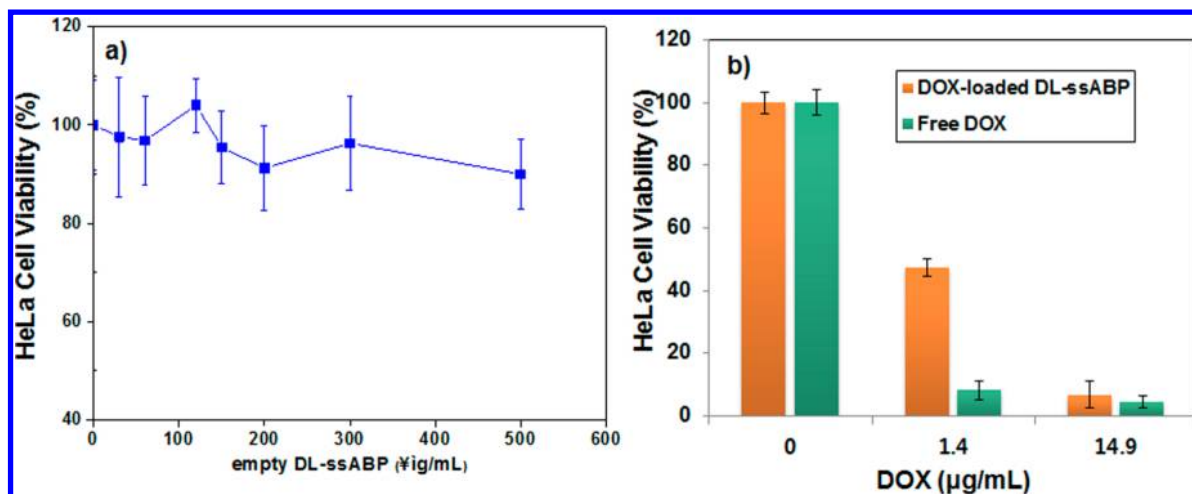 a)
120
100
80
60
40
HeLa Cell Viability (%)
0 100 200 300 400 500 600
empty DL-ssABP (¥ìg/mL)
b)
DOX-loaded DL-ssABP
Free DOX
120
100
80
60
40
20
0
HeLa Cell Viability (%)
0 1.4 14.9
DOX (µg/mL)